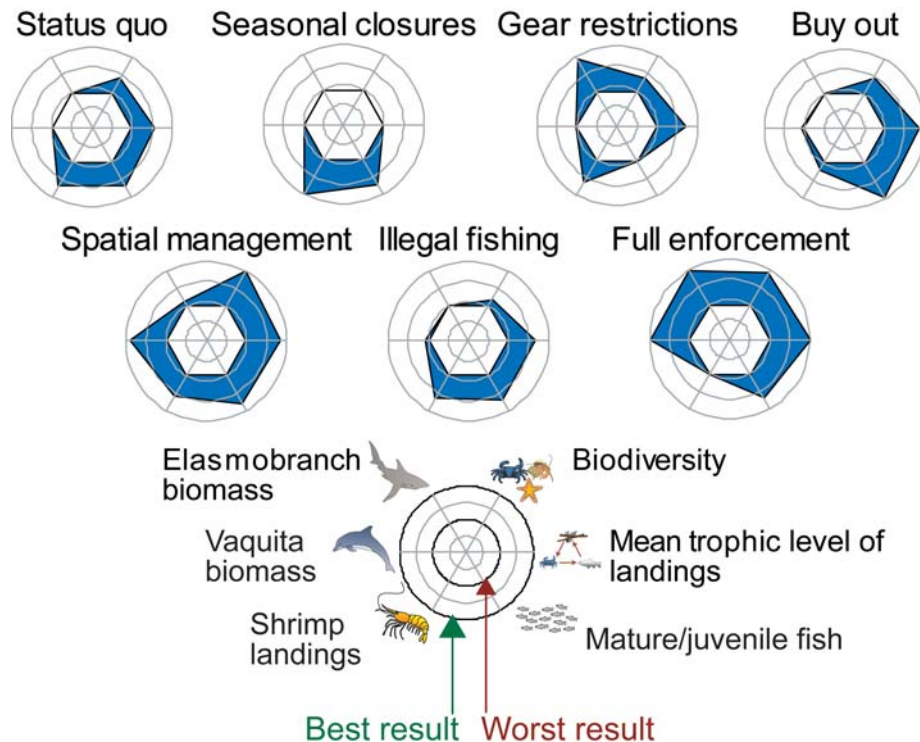 Status quo
Seasonal closures
Gear restrictions
Buy out
Spatial management
Illegal fishing
Full enforcement
Elasmobranch
biomass
Biodiversity
Vaquita
biomass
Mean trophic level of
landings
Shrimp
landings
Mature/juvenile fish
Best result
Worst result